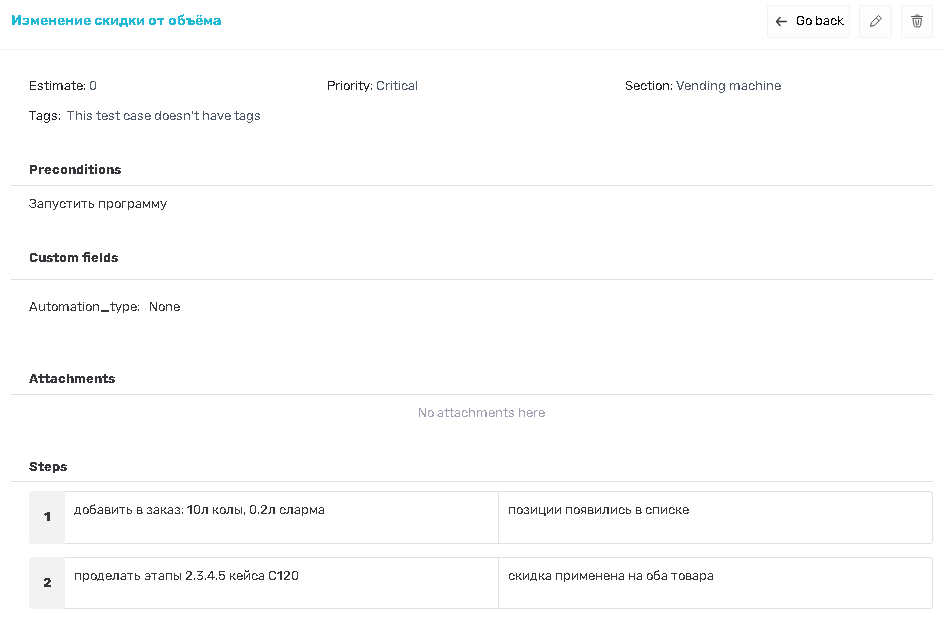 Изменение скидки от объёма
Go back
Estimate: 0
Priority: Critical
Section: Vending machine
Tags: This test case doesn't have tags
Preconditions
Запустить программу
Custom fields
Automation_type: None
Attachments
No attachments here
Steps
1
добавить в заказ: 10л колы, 0.2л сларма
позиции появились в списке
2
проделать этапы 2.3.4.5 кейса C120
скидка применена на оба товара